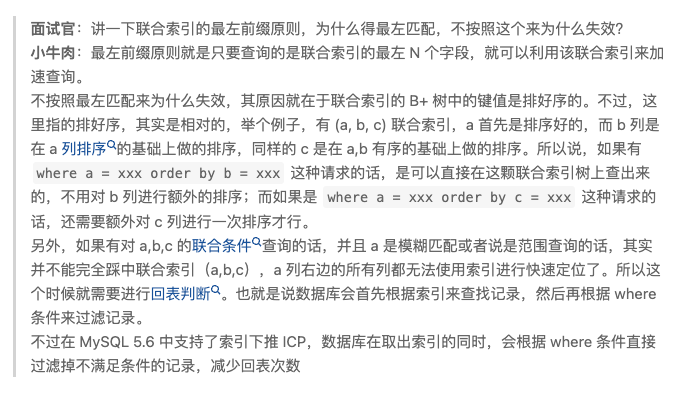 面试官：讲一下联合索引的最左前缀原则，为什么得最左匹配，不按照这个来为什么失效?
小牛肉：最左前缀原则就是只要查询的是联合索引的最左 N 个字段，就可以利用该联合索引来加
速查询。
不按照最左匹配来为什么失效，其原因就在于联合索引的 B+ 树中的键值是排好序的。不过，这
里指的排好序，其实是相对的，举个例子，有 (a, b, c) 联合索引，a 首先是排序好的，而 b 列是
在 a 列排序的基础上做的排序，同样的 c 是在 a,b 有序的基础上做的排序。所以说，如果有
where a = xxx order by b = xxx 这种请求的话，是可以直接在这颗联合索引树上查出来
的，不用对 b 列进行额外的排序；而如果是 where a = xxx order by c = xxx 这种请求的
话，还需要额外对 c 列进行一次排序才行。
另外，如果有对 a,b,c 的联合条件查询的话，并且 a 是模糊匹配或者说是范围查询的话，其实
并不能完全踩中联合索引（a,b,c），a 列右边的所有列都无法使用索引进行快速定位了。所以这
个时候就需要进行回表判断。也就是说数据库会首先根据索引来查找记录，然后再根据 where
条件来过滤记录。
不过在 MySQL 5.6 中支持了索引下推 ICP，数据库在取出索引的同时，会根据 where 条件直接
过滤掉不满足条件的记录，减少回表次数